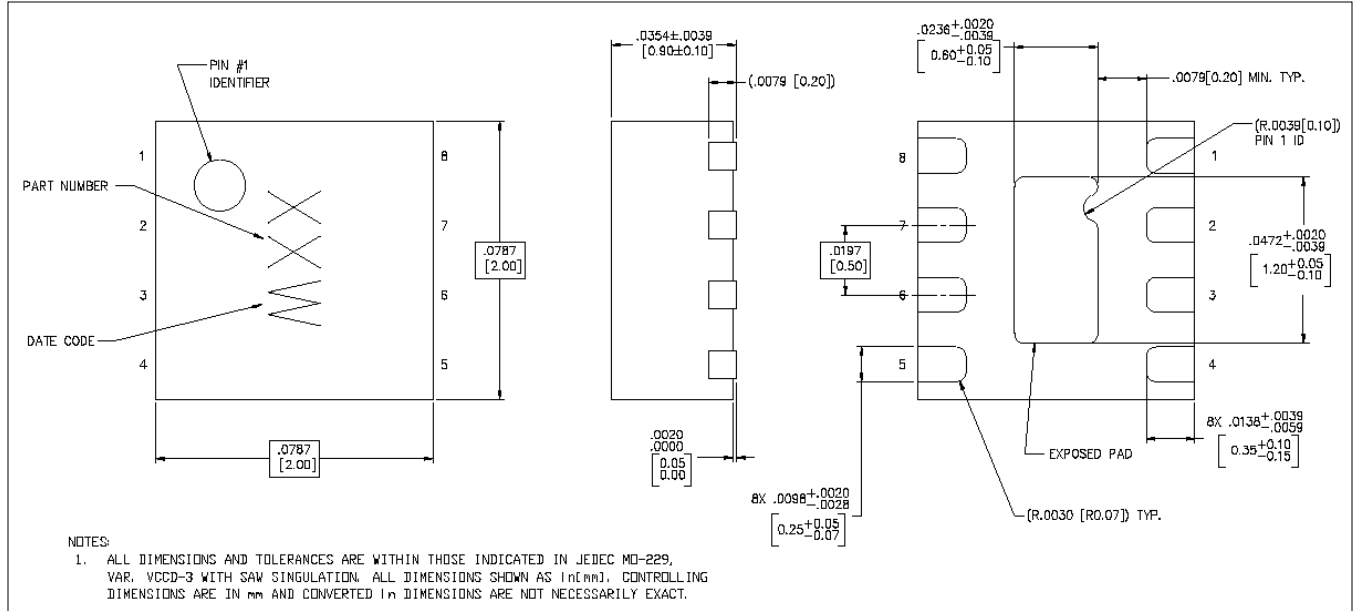 PIN #1
IDENTIFIER
PART NUMBER
DATE CODE
1
2
3
4
8
7
6
5
.0787
[2.00]
.0787
[2.00]
.0354±.0039
[0.90±0.10]
(.0079 [0.20])
.0020
.0000
[0.05
0.00]
.0236+.0020
-.0039
[0.60+0.05
-0.10]
.0079[0.20] MIN. TYP.
(R.0039[0.10])
PIN 1 ID
8
7
6
5
1
2
3
4
.0197
[0.50]
.0472+.0020
-.0039
[1.20+0.05
-0.10]
8X .0138+.0039
-.0059
[0.35+0.10
-0.15]
EXPOSED PAD
8X .0098+.0020
-.0028
[0.25+0.05
-0.07]
(R.0030 [R0.07]) TYP.
NOTES:
1. ALL DIMENSIONS AND TOLERANCES ARE WITHIN THOSE INDICATED IN JEDEC MO-229,
VAR. VCCD-3 WITH SAW SINGULATION. ALL DIMENSIONS SHOWN AS In[mm]. CONTROLLING
DIMENSIONS ARE IN mm AND CONVERTED In DIMENSIONS ARE NOT NECESSARILY EXACT.